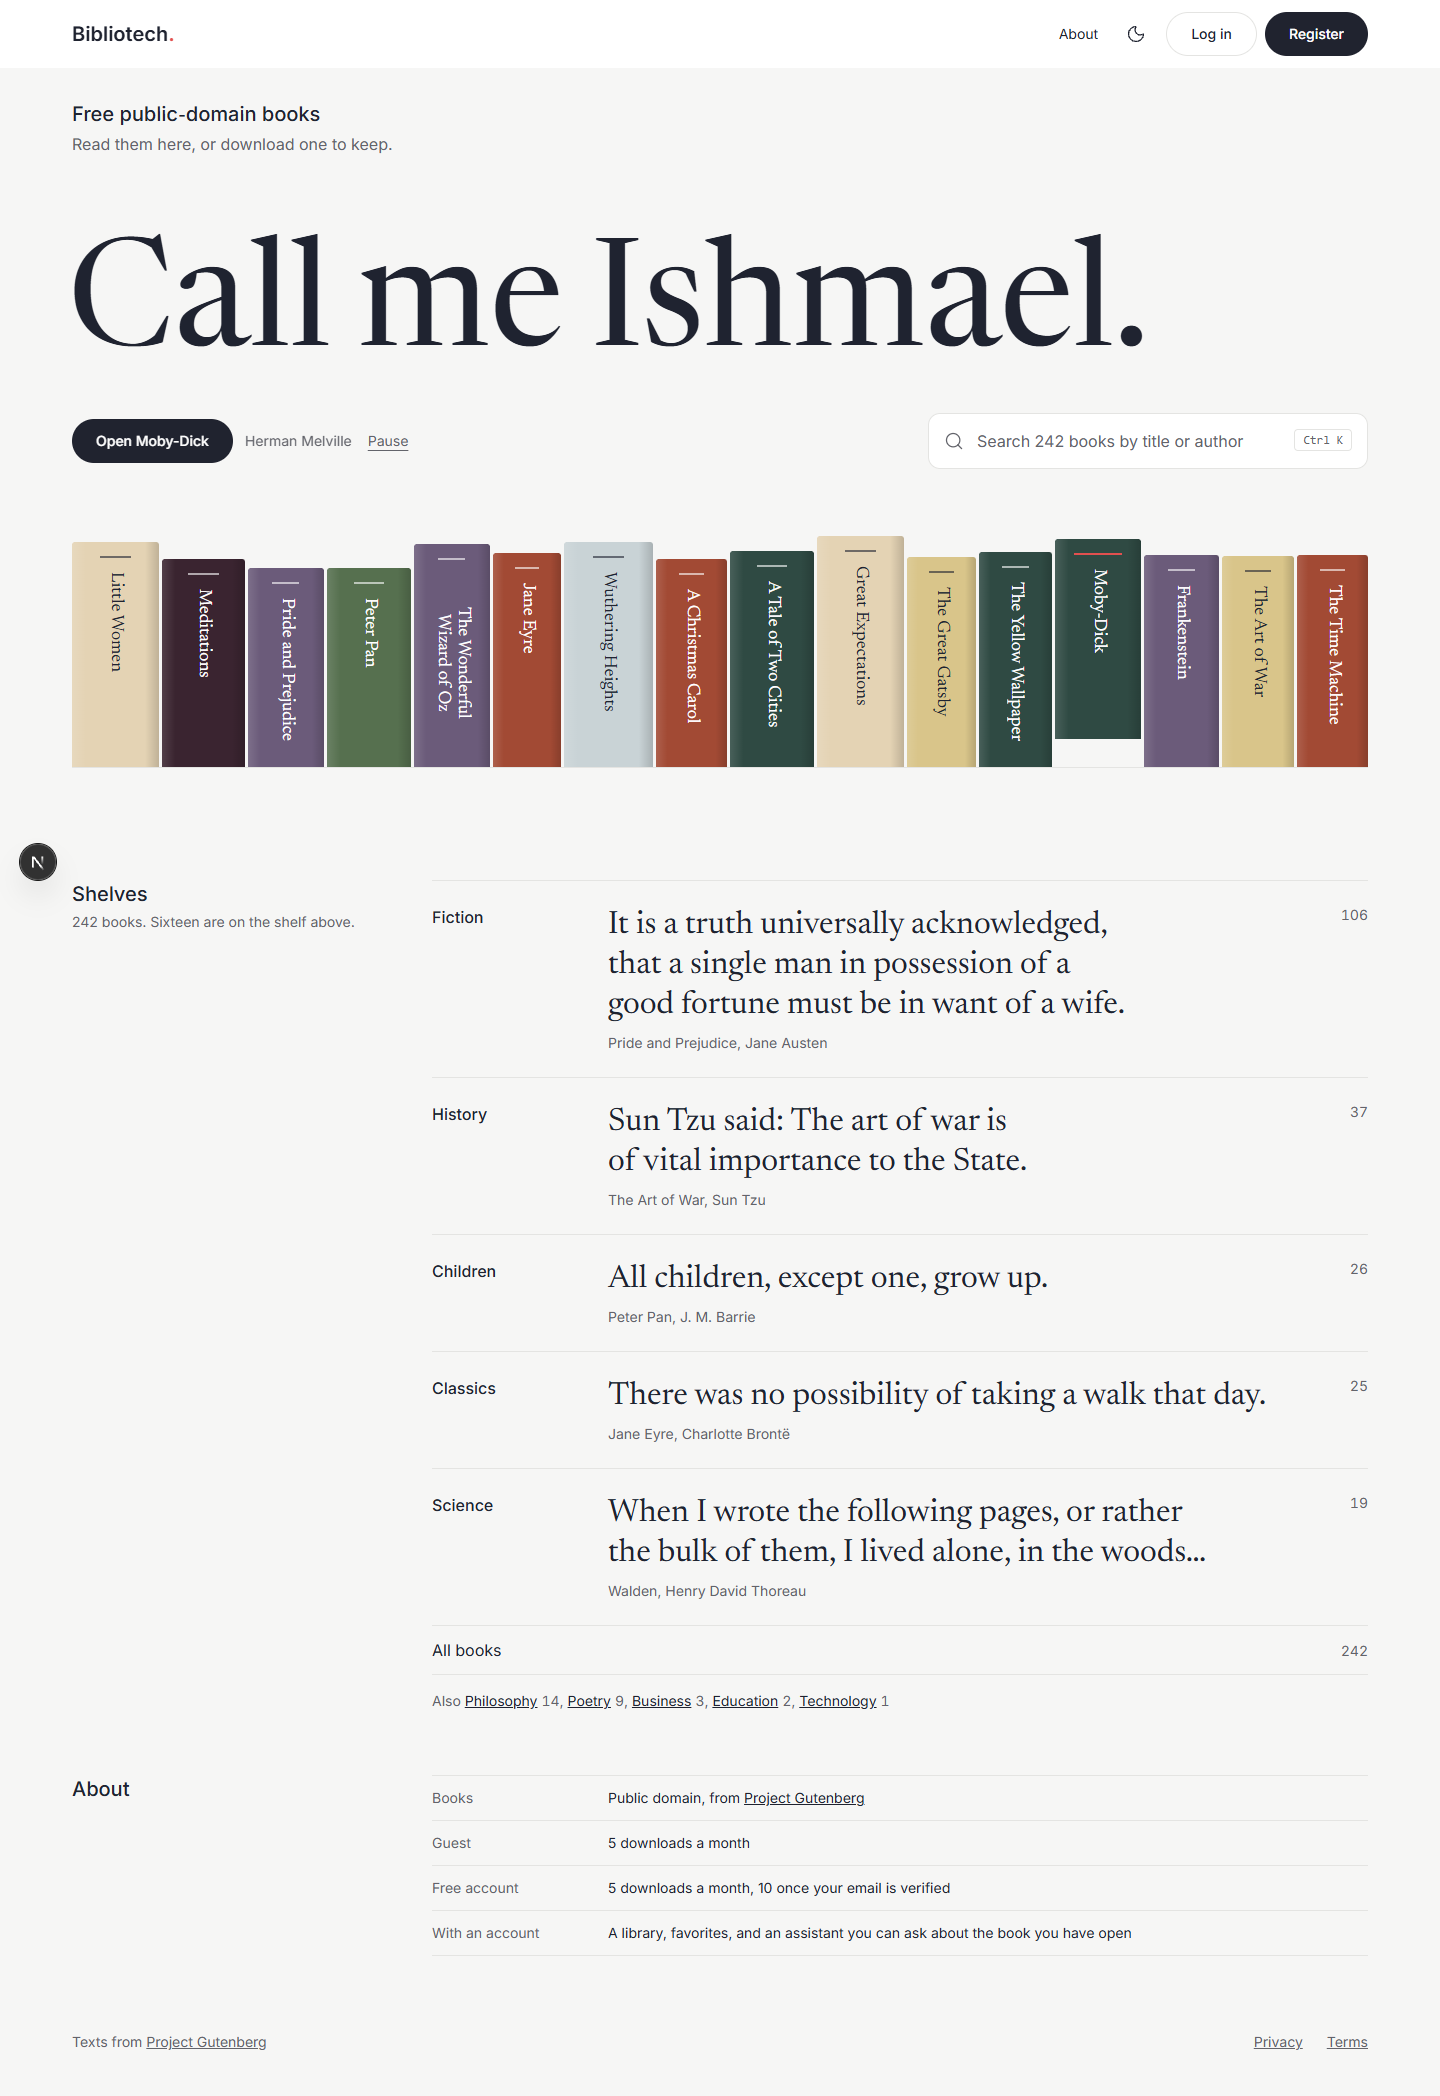 Bibliotech.
About
Log in
Register
Free public-domain books
Read them here, or download one to keep.
Call me Ishmael.
Open Moby-Dick
Herman Melville
Pause
Search 242 books by title or author
Ctrl K
Little Women
Meditations
Pride and Prejudice
Peter Pan
The Wonderful
Wizard of Oz
Jane Eyre
Wuthering Heights
A Christmas Carol
A Tale of Two Cities
Great Expectations
The Great Gatsby
The Yellow Wallpaper
Moby-Dick
Frankenstein
The Art of War
The Time Machine
N
Shelves
242 books. Sixteen are on the shelf above.
Fiction
It is a truth universally acknowledged,
that a single man in possession of a
good fortune must be in want of a wife.
Pride and Prejudice, Jane Austen
106
History
Sun Tzu said: The art of war is
of vital importance to the State.
The Art of War, Sun Tzu
37
Children
All children, except one, grow up.
Peter Pan, J. M. Barrie
26
Classics
There was no possibility of taking a walk that day.
Jane Eyre, Charlotte Brontë
25
Science
When I wrote the following pages, or rather
the bulk of them, I lived alone, in the woods...
Walden, Henry David Thoreau
19
All books
242
Also Philosophy 14, Poetry 9, Business 3, Education 2, Technology 1
About
Books
Public domain, from Project Gutenberg
Guest
5 downloads a month
Free account
5 downloads a month, 10 once your email is verified
With an account
A library, favorites, and an assistant you can ask about the book you have open
Texts from Project Gutenberg
Privacy
Terms